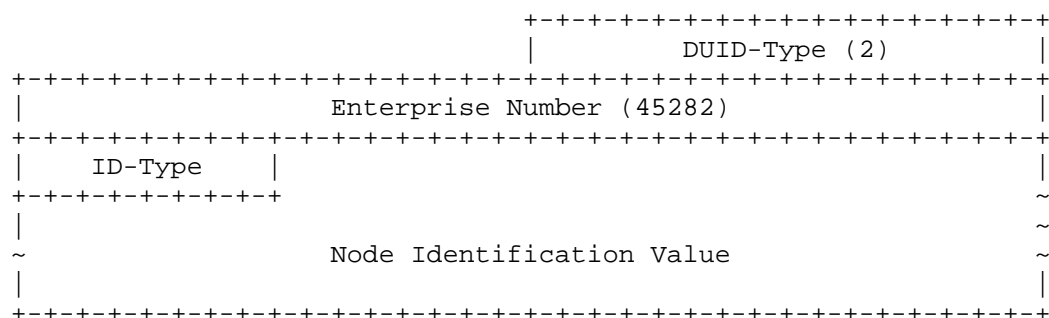 +-+-+-+-+-+-+-+-+-+-+-+-+-+-+-+-+
| DUID-Type (2) |
+-+-+-+-+-+-+-+-+-+-+-+-+-+-+-+-+-+-+-+-+-+-+-+-+-+-+-+-+-+-+-+-+
| Enterprise Number (45282) |
+-+-+-+-+-+-+-+-+-+-+-+-+-+-+-+-+-+-+-+-+-+-+-+-+-+-+-+-+-+-+-+-+
| ID-Type | |
+-+-+-+-+-+-+-+-+ ~
| ~
~ Node Identification Value ~
| |
+-+-+-+-+-+-+-+-+-+-+-+-+-+-+-+-+-+-+-+-+-+-+-+-+-+-+-+-+-+-+-+-+